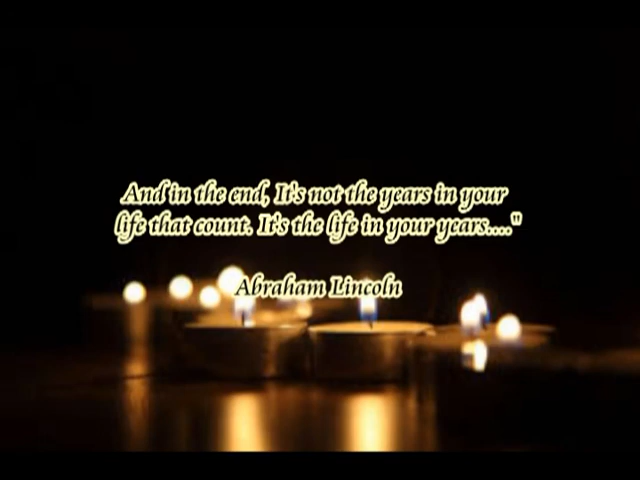 And in the end, It's not the years in your
life that count. It's the life in your years...."
Abraham Lincoln